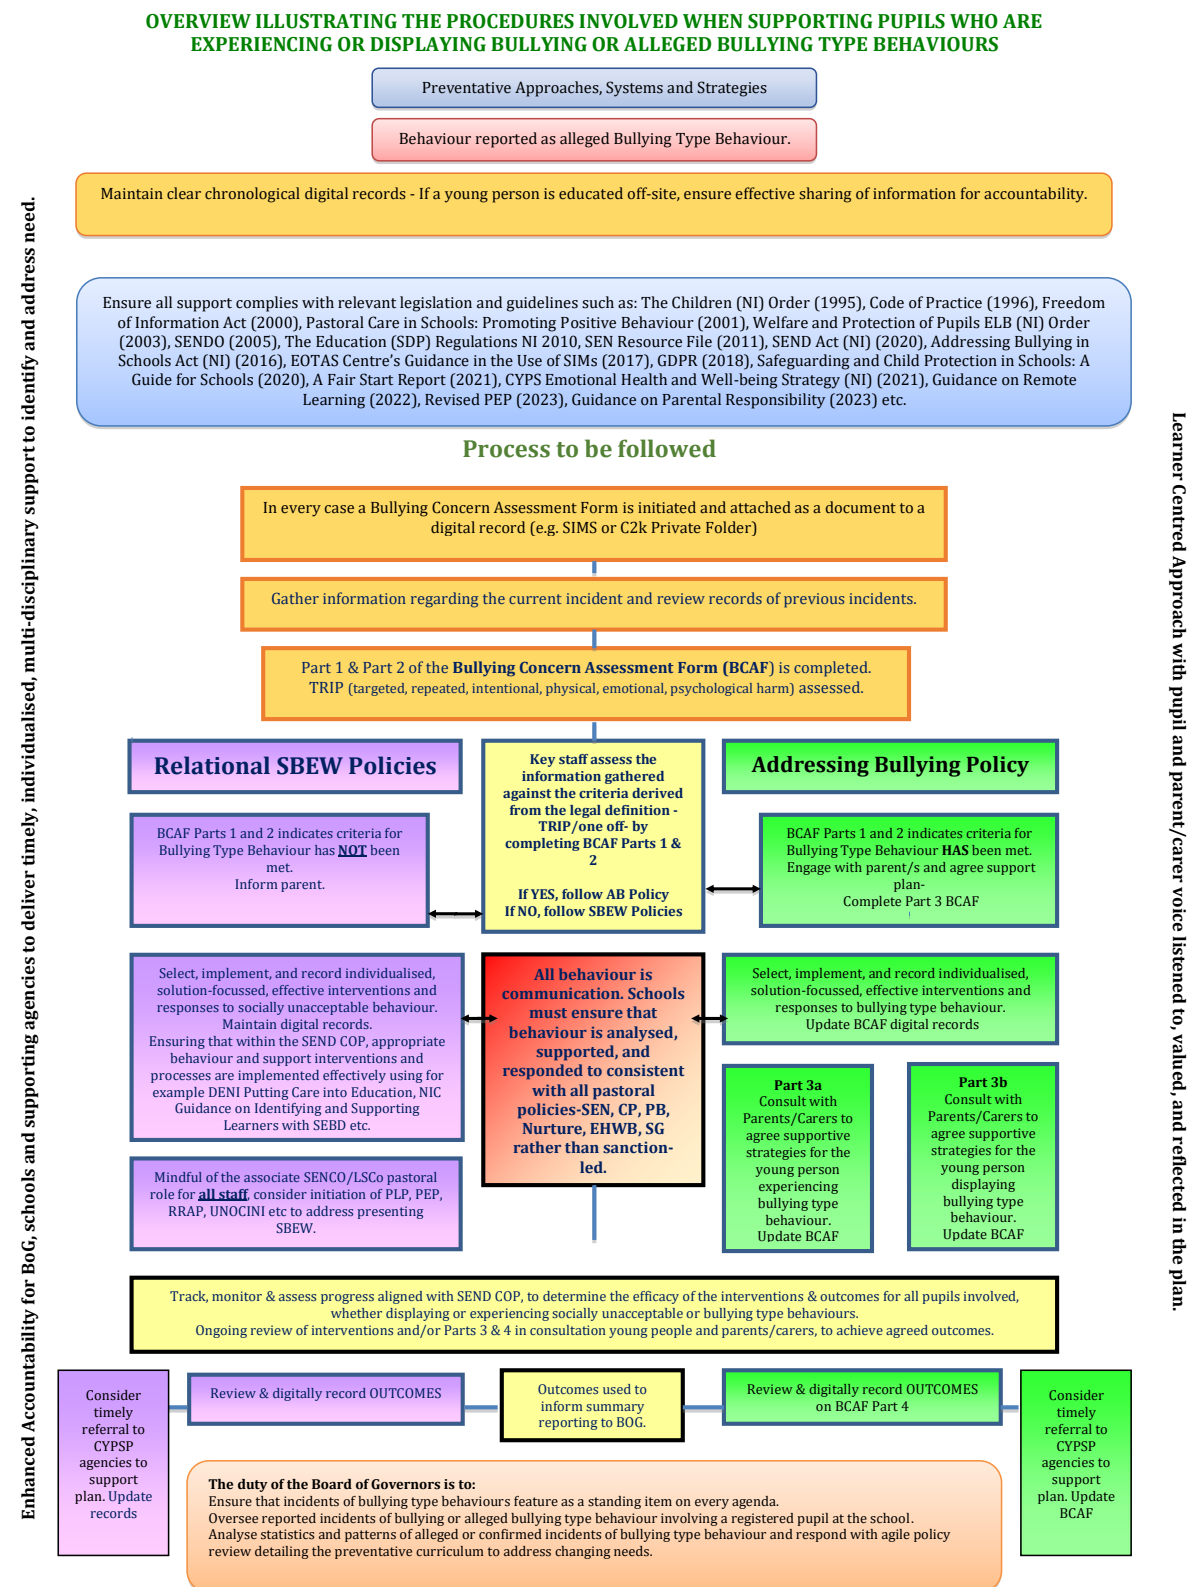 OVERVIEW ILLUSTRATING THE PROCEDURES INVOLVED WHEN SUPPORTING PUPILS WHO ARE
EXPERIENCING OR DISPLAYING BULLYING OR ALLEGED BULLYING TYPE BEHAVIOURS
Preventative Approaches, Systems and Strategies
Behaviour reported as alleged Bullying Type Behaviour.
Maintain clear chronological digital records - If a young person is educated off-site, ensure effective sharing of information for accountability.
Ensure all support complies with relevant legislation and guidelines such as: The Children (NI) Order (1995), Code of Practice (1996), Freedom
of Information Act (2000), Pastoral Care in Schools: Promoting Positive Behaviour (2001), Welfare and Protection of Pupils ELB (NI) Order
(2003), SENDO (2005), The Education (SDP) Regulations NI 2010, SEN Resource File (2011), SEND Act (NI) (2020), Addressing Bullying in
Schools Act (NI) (2016), EOTAS Centre's Guidance in the Use of SIMs (2017), GDPR (2018), Safeguarding and Child Protection in Schools: A
Guide for Schools (2020), A Fair Start Report (2021), CYPS Emotional Health and Well-being Strategy (NI) (2021), Guidance on Remote
Learning (2022), Revised PEP (2023), Guidance on Parental Responsibility (2023) etc.
Enhanced Accountability for BoG, schools and supporting agencies to deliver timely, individualised, multi-disciplinary support to identify and address need.
Learner Centred Approach with pupil and parent/carer voice listened to, valued, and reflected in the plan.
Process to be followed
In every case a Bullying Concern Assessment Form is initiated and attached as a document to a
digital record (e.g. SIMS or C2k Private Folder)
Gather information regarding the current incident and review records of previous incidents.
Part 1 & Part 2 of the Bullying Concern Assessment Form (BCAF) is completed.
TRIP (targeted, repeated, intentional, physical, emotional, psychological harm) assessed.
Relational SBEW Policies
Key staff assess the
information gathered
against the criteria derived
from the legal definition -
TRIP/one off- by
completing BCAF Parts 1 &
2
If YES, follow AB Policy
If NO, follow SBEW Policies
Addressing Bullying Policy
BCAF Parts 1 and 2 indicates criteria for
Bullying Type Behaviour has NOT been
met.
Inform parent.
BCAF Parts 1 and 2 indicates criteria for
Bullying Type Behaviour HAS been met.
Engage with parent/s and agree support
plan-
Complete Part 3 BCAF
Select, implement, and record individualised,
solution-focussed, effective interventions and
responses to socially unacceptable behaviour.
Maintain digital records.
Ensuring that within the SEND COP, appropriate
behaviour and support interventions and
processes are implemented effectively using for
example DENI Putting Care into Education, NIC
Guidance on Identifying and Supporting
Learners with SEBD etc.
All behaviour is
communication. Schools
must ensure that
behaviour is analysed,
supported, and
responded to consistent
with all pastoral
policies-SEN, CP, PB,
Nurture, EHWB, SG
rather than sanction-
led.
Select, implement, and record individualised,
solution-focussed, effective interventions and
responses to bullying type behaviour.
Update BCAF digital records
Mindful of the associate SENCO/LSCo pastoral
role for all staff, consider initiation of PLP, PEP,
RRAP, UNOCINI etc to address presenting
SBEW.
Part 3a
Consult with
Parents/Carers to
agree supportive
strategies for the
young person
experiencing
bullying type
behaviour.
Update BCAF
Part 3b
Consult with
Parents/Carers to
agree supportive
strategies for the
young person
displaying
bullying type
behaviour.
Update BCAF
Track, monitor & assess progress aligned with SEND COP, to determine the efficacy of the interventions & outcomes for all pupils involved,
whether displaying or experiencing socially unacceptable or bullying type behaviours.
Ongoing review of interventions and/or Parts 3 & 4 in consultation young people and parents/carers, to achieve agreed outcomes.
Consider
timely
referral to
CYPSP
agencies to
support
plan. Update
records
Review & digitally record OUTCOMES
Outcomes used to
inform summary
reporting to BOG.
Review & digitally record OUTCOMES
on BCAF Part 4
Consider
timely
referral to
CYPSP
agencies to
support
plan. Update
BCAF
The duty of the Board of Governors is to:
Ensure that incidents of bullying type behaviours feature as a standing item on every agenda.
Oversee reported incidents of bullying or alleged bullying type behaviour involving a registered pupil at the school.
Analyse statistics and patterns of alleged or confirmed incidents of bullying type behaviour and respond with agile policy
review detailing the preventative curriculum to address changing needs.